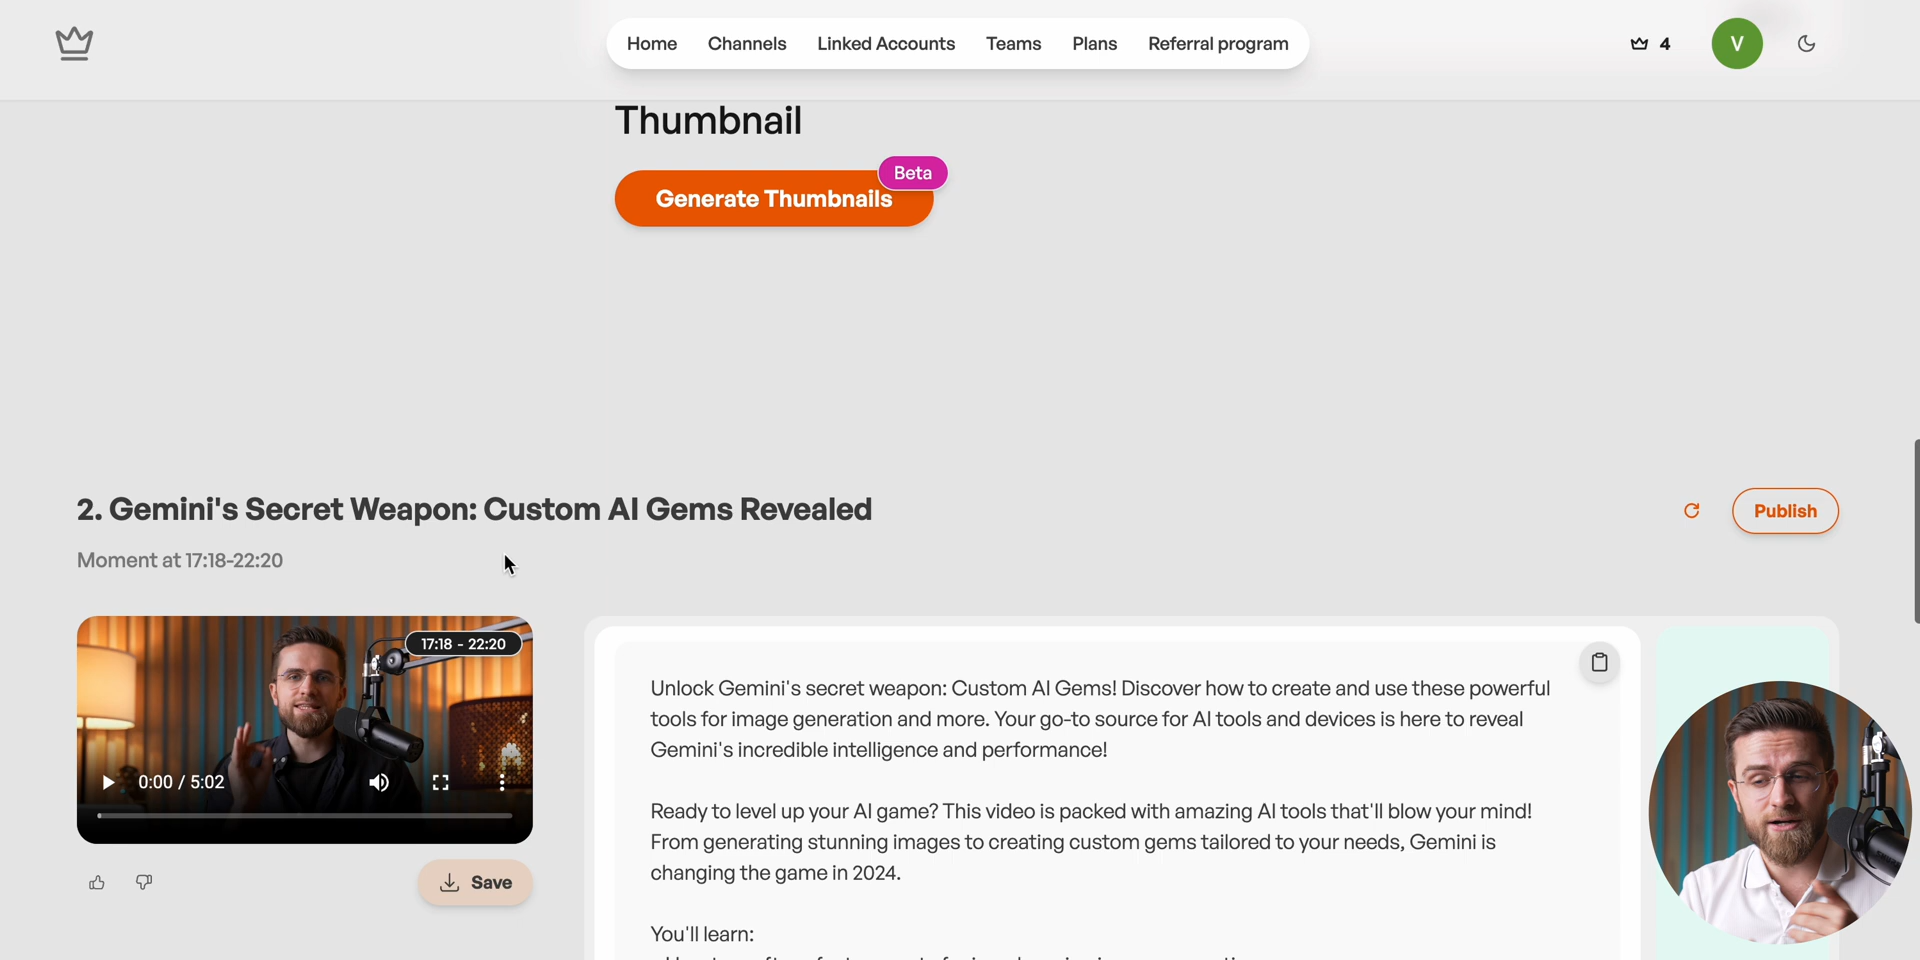 Home Channels Linked Accounts Teams Plans Referral program
4
V
Thumbnail
Beta
Generate Thumbnails
2. Gemini's Secret Weapon: Custom AI Gems Revealed
Publish
Moment at 17:18-22:20
17:18 - 22:20
0:00 / 5:02
Save
Unlock Gemini's secret weapon: Custom AI Gems! Discover how to create and use these powerful
tools for image generation and more. Your go-to source for AI tools and devices is here to reveal
Gemini's incredible intelligence and performance!
Ready to level up your AI game? This video is packed with amazing AI tools that'll blow your mind!
From generating stunning images to creating custom gems tailored to your needs, Gemini is
changing the game in 2024.
You'll learn: